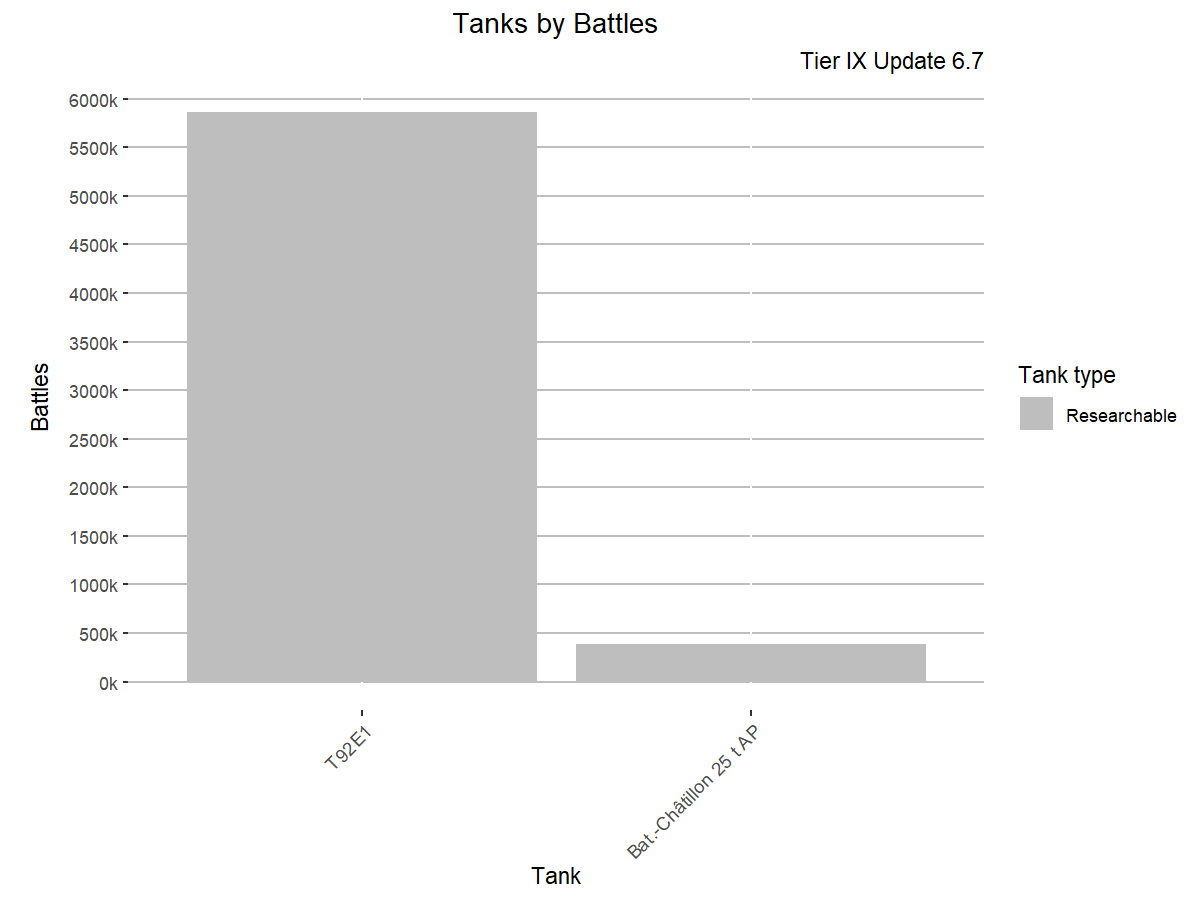 Tanks by Battles
Tier IX Update 6.7
6000k
5500k
5000k
4500k
4000k
3500k
3000k
2500k
2000k
1500k
1000k
500k
0k
Battles
T92E1
Bat.-Châtillon 25 t AP
Tank
Tank type
Researchable